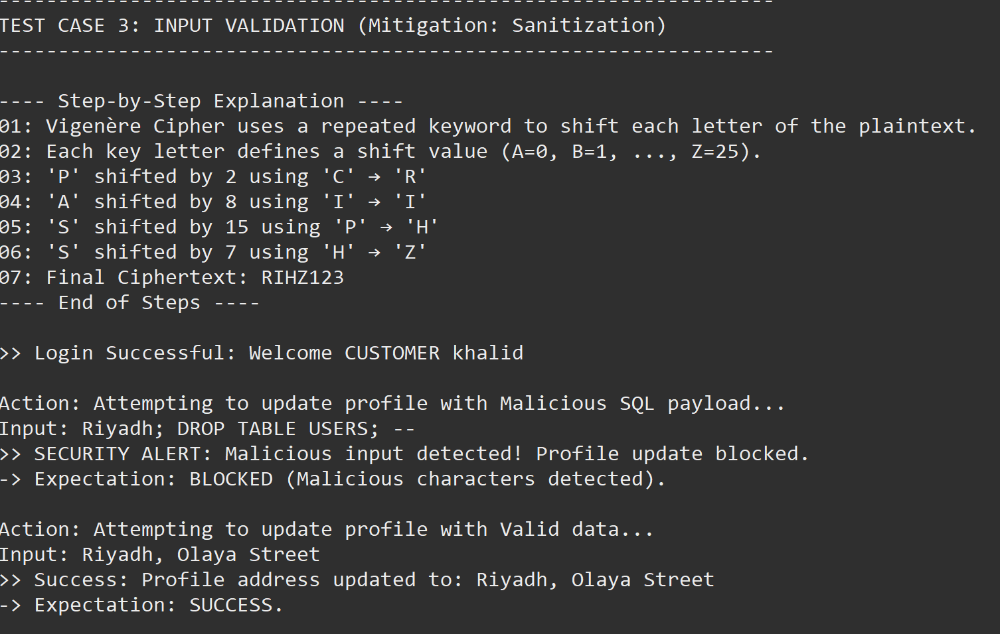 -----------------------------------------------------------------
TEST CASE 3: INPUT VALIDATION (Mitigation: Sanitization)
-----------------------------------------------------------------
---- Step-by-Step Explanation ----
01: Vigenère Cipher uses a repeated keyword to shift each letter of the plaintext.
02: Each key letter defines a shift value (A=0, B=1, ..., Z=25).
03: 'P' shifted by 2 using 'C' → 'R'
04: 'A' shifted by 8 using 'I' → 'I'
05: 'S' shifted by 15 using 'P' → 'H'
06: 'S' shifted by 7 using 'H' → 'Z'
07: Final Ciphertext: RIHZ123
---- End of Steps ----
>> Login Successful: Welcome CUSTOMER khalid
Action: Attempting to update profile with Malicious SQL payload...
Input: Riyadh; DROP TABLE USERS; --
>> SECURITY ALERT: Malicious input detected! Profile update blocked.
-> Expectation: BLOCKED (Malicious characters detected).
Action: Attempting to update profile with Valid data...
Input: Riyadh, Olaya Street
>> Success: Profile address updated to: Riyadh, Olaya Street
-> Expectation: SUCCESS.